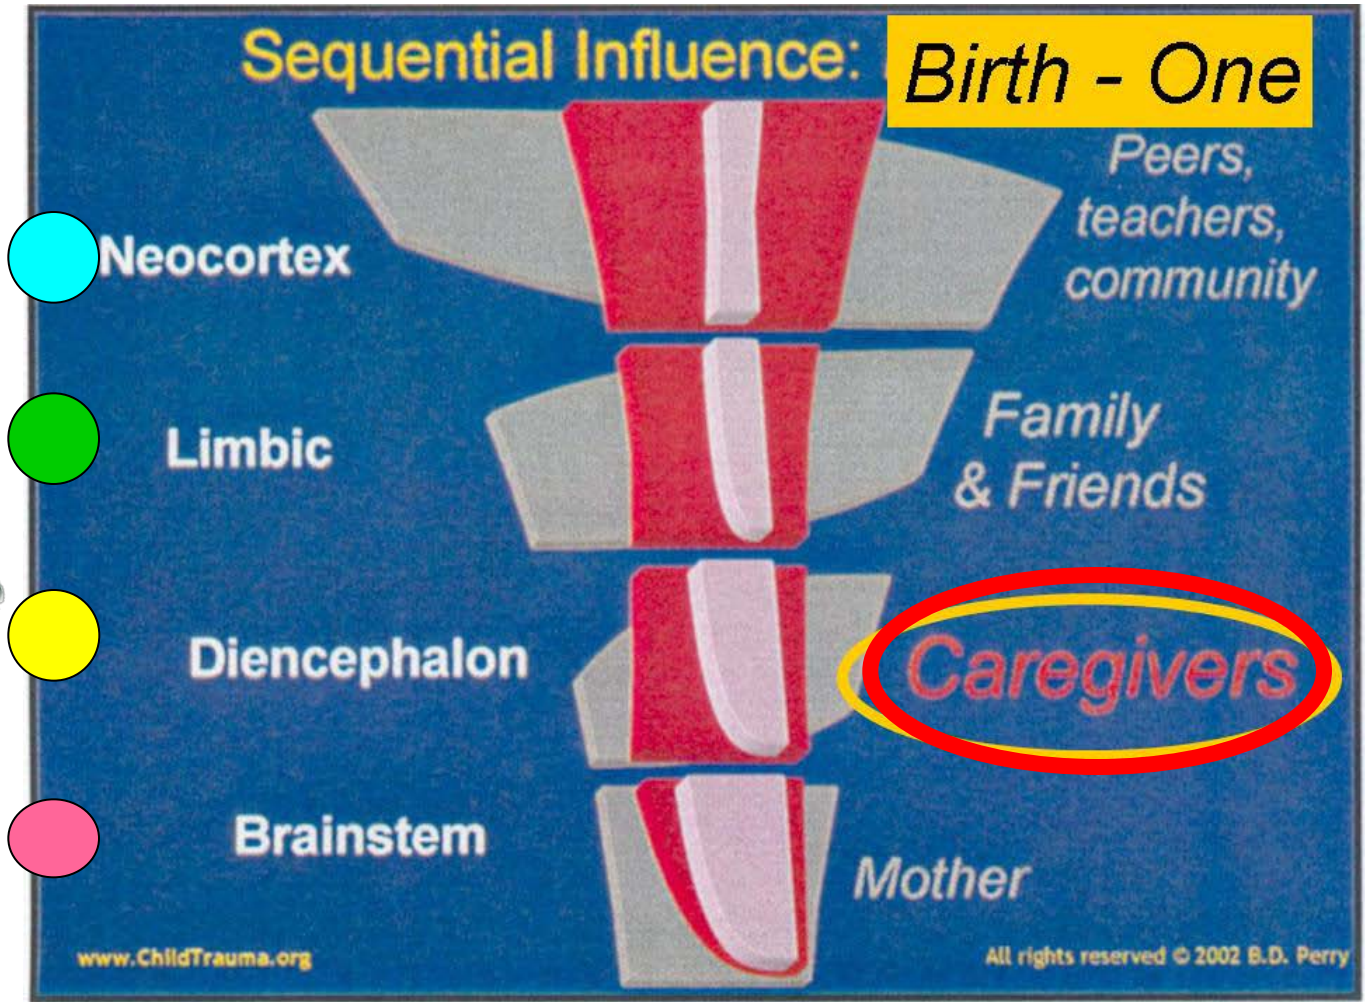 Sequential Influence: Birth - One
Peers,
teachers,
community
Neocortex
Family
& Friends
Limbic
Caregivers
Diencephalon
Brainstem
Mother
www.ChildTrauma.org
All rights reserved © 2002 B.D. Perry